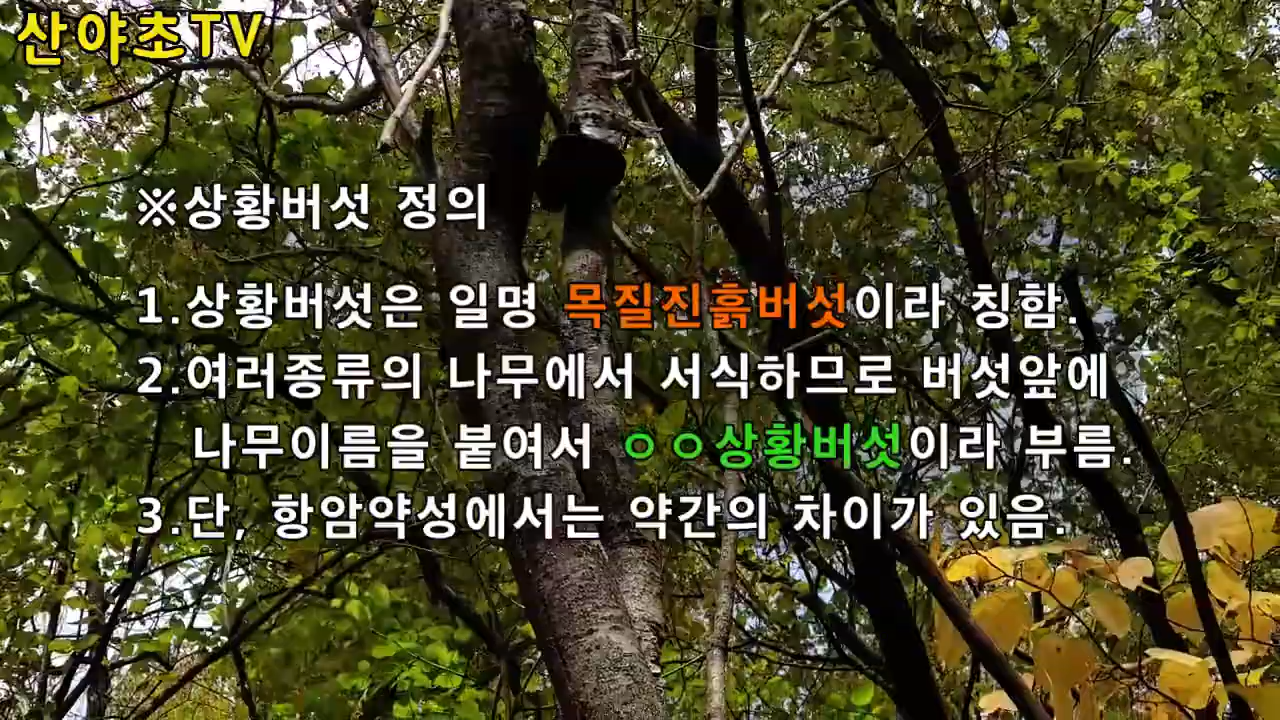 산야초TV
※상황버섯 정의
1.상황버섯은 일명 목질진흙버섯이라 칭함.
2.여러종류의 나무에서 서식하므로 버섯앞에
나무이름을 붙여서 ㅇㅇ상황버섯이라 부름.
3.단, 항암약성에서는 약간의 차이가 있음.